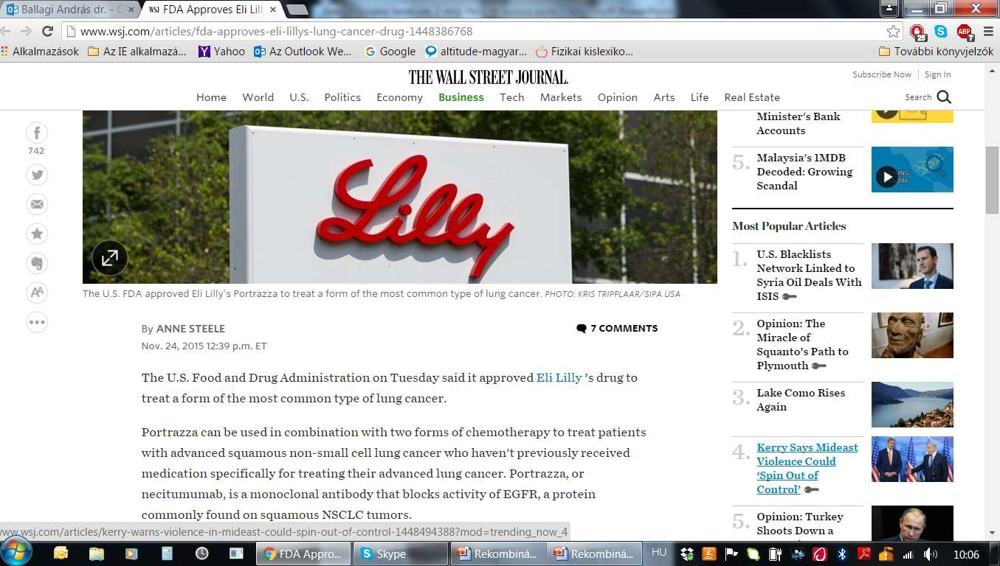 Ballagi András dr. - O
WSJ FDA Approves Eli Lill
www.wsj.com/articles/fda-approves-eli-lillys-lung-cancer-drug-1448386768
25
ABP
7
Alkalmazások
Az IE alkalmazá...
Yahoo
Az Outlook We...
Google
altitude-magyar...
Fizikai kislexiko...
További könyvjelzők
THE WALL STREET JOURNAL.
Subscribe Now
Sign In
Home
World
U.S.
Politics
Economy
Business
Tech
Markets
Opinion
Arts
Life
Real Estate
Search
742
AA
Lilly
The U.S. FDA approved Eli Lilly's Portrazza to treat a form of the most common type of lung cancer. PHOTO: KRIS TRIPPLAAR/SIPA USA
By ANNE STEELE
7 COMMENTS
Nov. 24, 2015 12:39 p.m. ET
The U.S. Food and Drug Administration on Tuesday said it approved Eli Lilly 's drug to
treat a form of the most common type of lung cancer.
Portrazza can be used in combination with two forms of chemotherapy to treat patients
with advanced squamous non-small cell lung cancer who haven't previously received
medication specifically for treating their advanced lung cancer. Portrazza, or
necitumumab, is a monoclonal antibody that blocks activity of EGFR, a protein
commonly found on squamous NSCLC tumors.
Minister's Bank
Accounts
5. Malaysia's 1MDB
Decoded: Growing
Scandal
Most Popular Articles
1. U.S. Blacklists
Network Linked to
Syria Oil Deals With
ISIS
2. Opinion: The
Miracle of
Squanto's Path to
Plymouth
3. Lake Como Rises
Again
4. Kerry Says Mideast
Violence Could
'Spin Out of
Control'
5. Opinion: Turkey
Shoots Down a
www.wsj.com/articles/kerry-warns-violence-in-mideast-could-spin-out-of-control-1448494388?mod=trending_now_4
FDA Appro...
Skype
Rekombiná...
Rekombiná...
HU
10:06